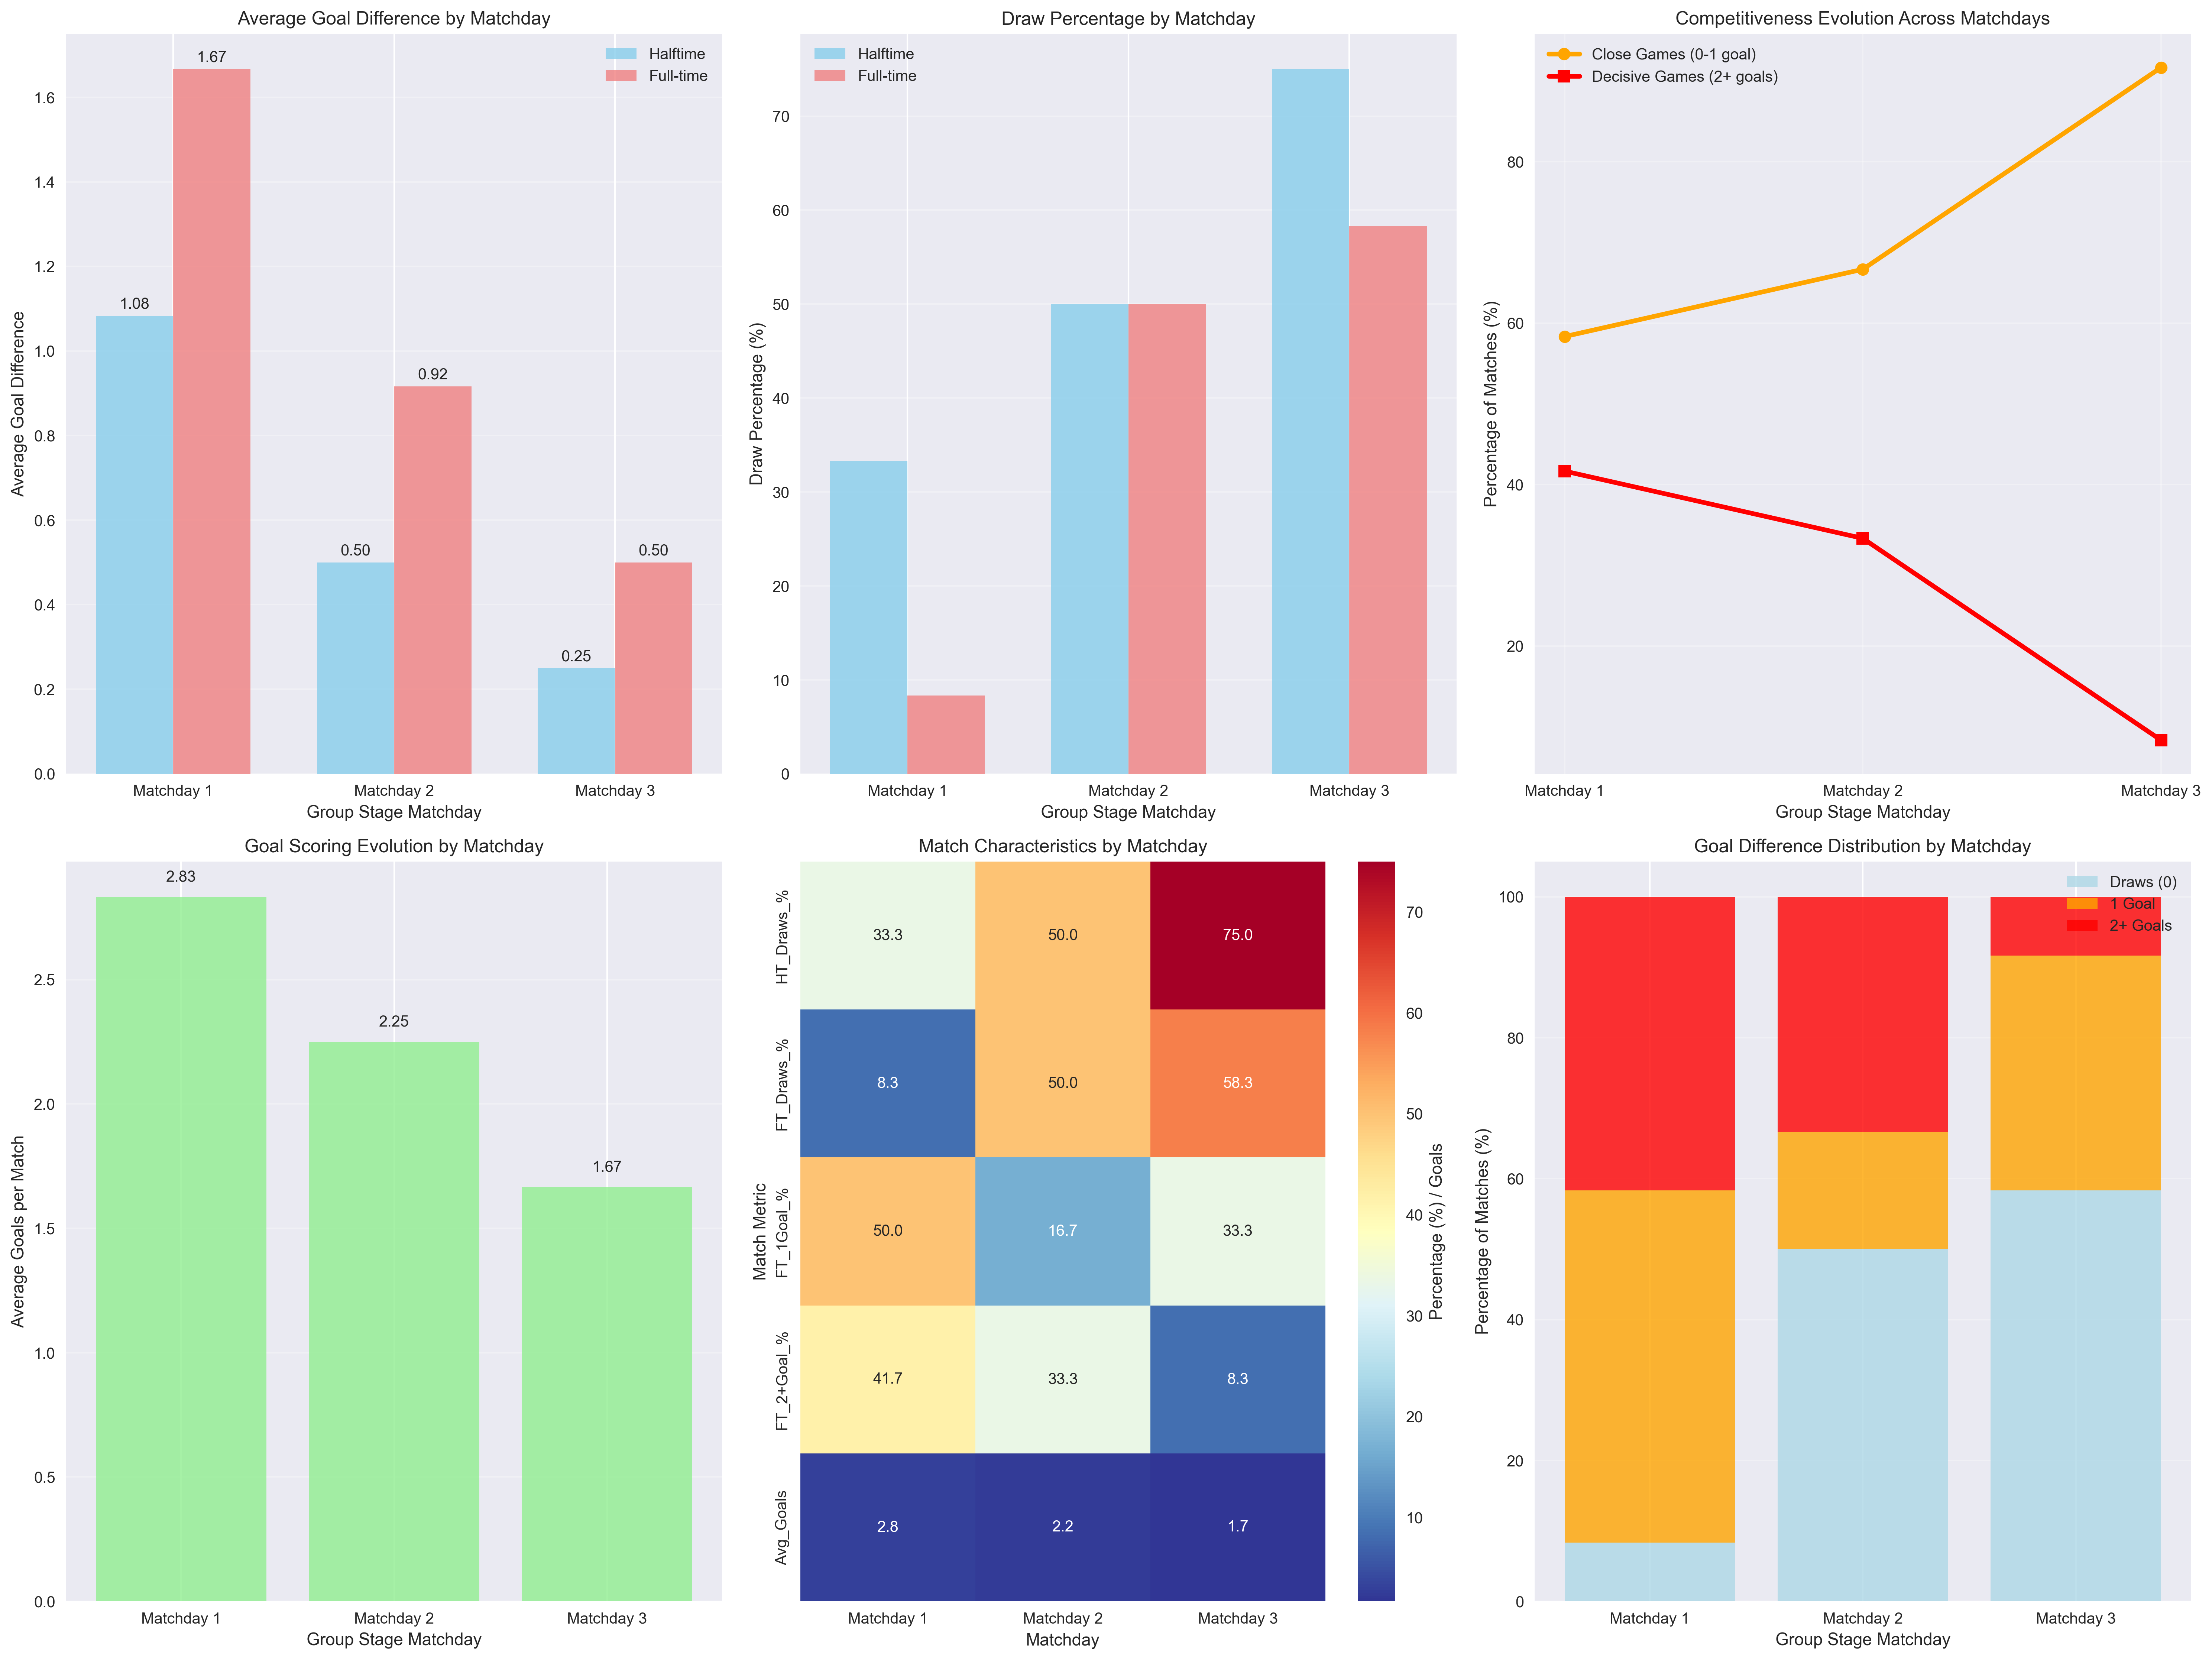 Average Goal Difference by Matchday
Halftime
Full-time
1.67
1.08
0.92
0.50
0.50
0.25
1.6
1.4
1.2
1.0
0.8
0.6
0.4
0.2
0.0
Average Goal Difference
Matchday 1
Matchday 2
Matchday 3
Group Stage Matchday
Draw Percentage by Matchday
Halftime
Full-time
70
60
50
40
30
20
10
0
Draw Percentage (%)
Matchday 1
Matchday 2
Matchday 3
Group Stage Matchday
Competitiveness Evolution Across Matchdays
Close Games (0-1 goal)
Decisive Games (2+ goals)
80
60
40
20
Percentage of Matches (%)
Matchday 1
Matchday 2
Matchday 3
Group Stage Matchday
Goal Scoring Evolution by Matchday
2.83
2.25
1.67
2.5
2.0
1.5
1.0
0.5
0.0
Average Goals per Match
Matchday 1
Matchday 2
Matchday 3
Group Stage Matchday
Match Characteristics by Matchday
Match Metric
HT_Draws_%
33.3
50.0
75.0
FT_Draws_%
8.3
50.0
58.3
FT_1Goal_%
50.0
16.7
33.3
FT_2+Goal_%
41.7
33.3
8.3
Avg_Goals
2.8
2.2
1.7
Matchday 1
Matchday 2
Matchday 3
Matchday
70
60
50
40
30
20
10
Percentage (%) / Goals
Goal Difference Distribution by Matchday
Draws (0)
1 Goal
2+ Goals
100
80
60
40
20
0
Percentage of Matches (%)
Matchday 1
Matchday 2
Matchday 3
Group Stage Matchday